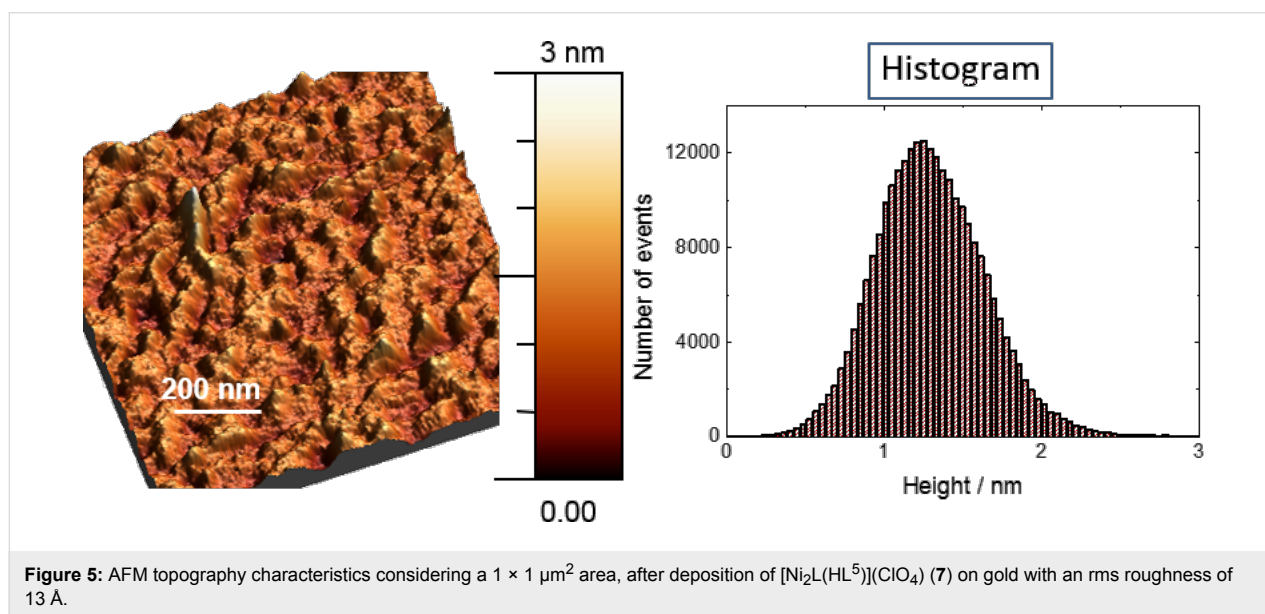 3 nm
0.00
200 nm
Histogram
Number of events
12000
8000
4000
0
0 1 2 3
Height / nm
Figure 5: AFM topography characteristics considering a 1 × 1 μm² area, after deposition of [Ni₂L(HL⁵)](ClO₄) (7) on gold with an rms roughness of
13 Å.